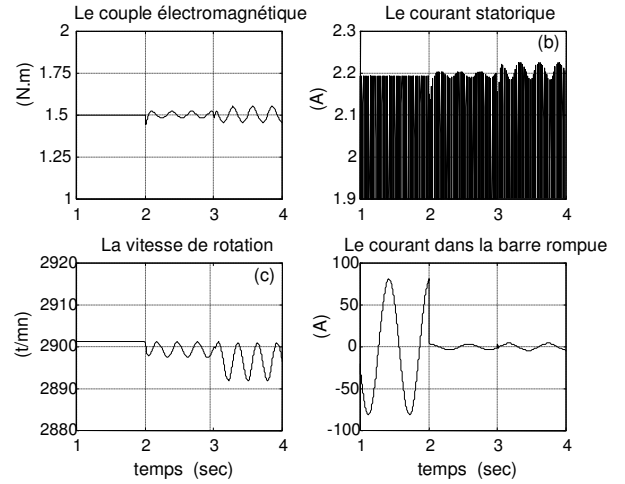 Le couple électromagnétique
2
1.75
1.5
1.25
1
(N.m)
1 2 3 4
Le courant statorique
(b)
2.3
2.2
2.1
2
1.9
(A)
1 2 3 4
La vitesse de rotation
(c)
2920
2910
2900
2890
2880
(t/mn)
1 2 3 4
temps (sec)
Le courant dans la barre rompue
100
50
0
-50
-100
(A)
1 2 3 4
temps (sec)